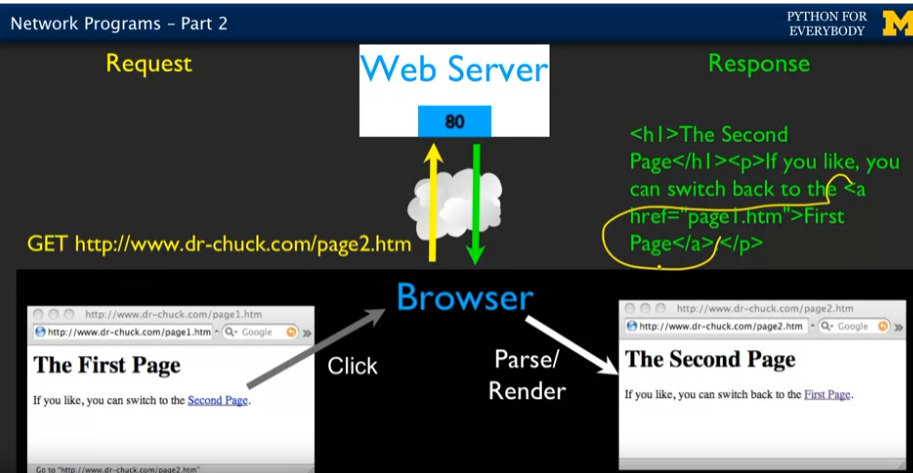 Network Programs – Part 2
PYTHON FOR
EVERYBODY
M
Request
Web Server
80
Response
<h1>The Second
Page</h1><p>If you like, you
can switch back to the <a
href="page1.htm">First
Page</a></p>
GET http://www.dr-chuck.com/page2.htm
Browser
http://www.dr-chuck.com/page1.htm
http://www.dr-chuck.com/page1.htm
Google
The First Page
If you like, you can switch to the Second Page.
Go to "http://www.dr-chuck.com/page2.htm"
Click
Parse/
Render
http://www.dr-chuck.com/page2.htm
http://www.dr-chuck.com/page2.htm
Google
The Second Page
If you like, you can switch back to the First Page.